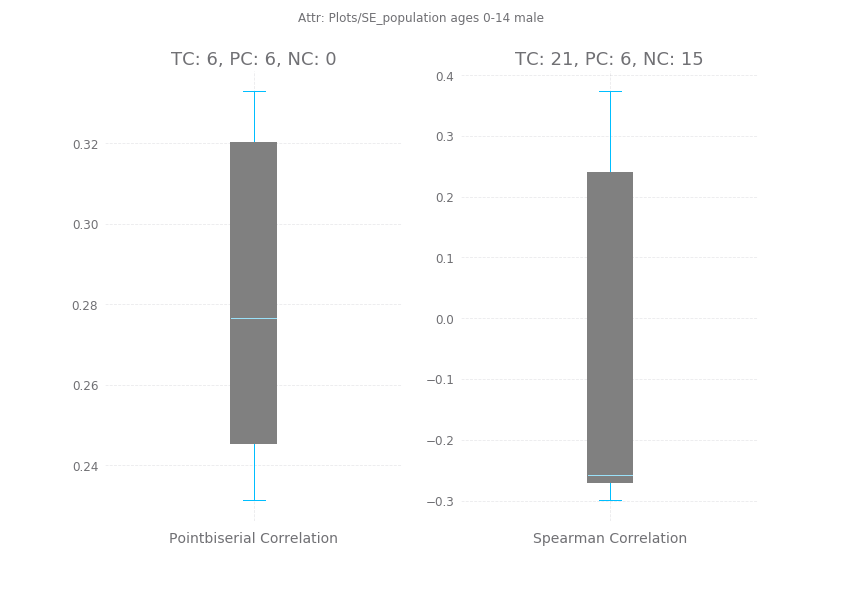 Attr: Plots/SE_population ages 0-14 male
TC: 6, PC: 6, NC: 0
0.32
0.30
0.28
0.26
0.24
Pointbiserial Correlation
TC: 21, PC: 6, NC: 15
0.4
0.3
0.2
0.1
0.0
−0.1
−0.2
−0.3
Spearman Correlation